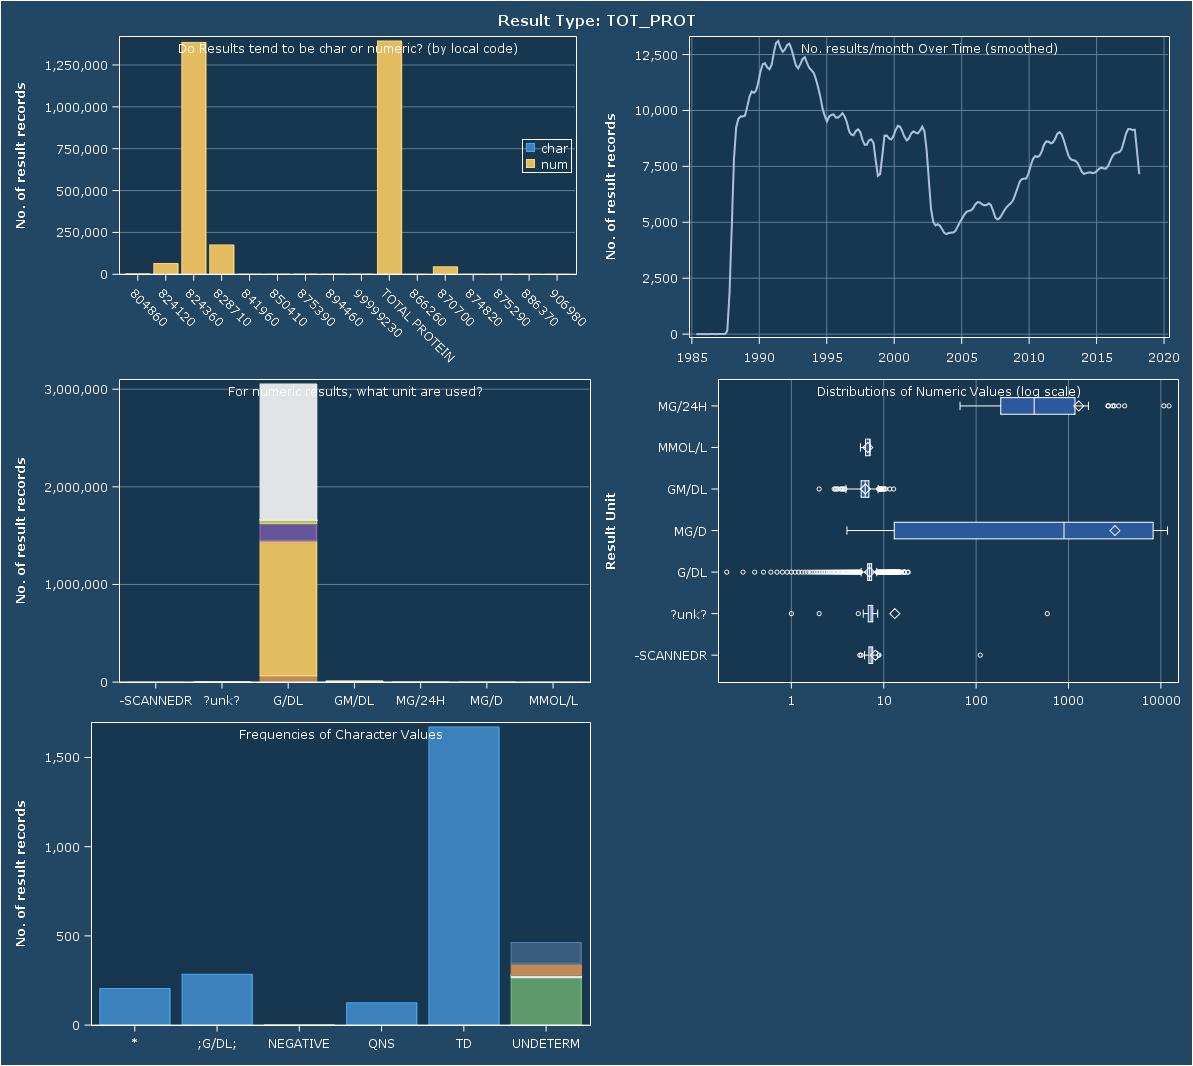 Result Type: TOT_PROT
Do Results tend to be char or numeric? (by local code)
No. of result records
1,250,000
1,000,000
750,000
500,000
250,000
0
char
num
804860
824120
824360
828710
841960
850410
875390
894460
99999230
TOTAL PROTEIN
866260
870700
874820
875290
886370
906980
No. results/month Over Time (smoothed)
No. of result records
12,500
10,000
7,500
5,000
2,500
0
1985
1990
1995
2000
2005
2010
2015
2020
For numeric results, what unit are used?
No. of result records
3,000,000
2,000,000
1,000,000
0
-SCANNEDR
?unk?
G/DL
GM/DL
MG/24H
MG/D
MMOL/L
Distributions of Numeric Values (log scale)
Result Unit
MG/24H
MMOL/L
GM/DL
MG/D
G/DL
?unk?
-SCANNEDR
1
10
100
1000
10000
Frequencies of Character Values
No. of result records
1,500
1,000
500
0
*
;G/DL;
NEGATIVE
QNS
TD
UNDETERM